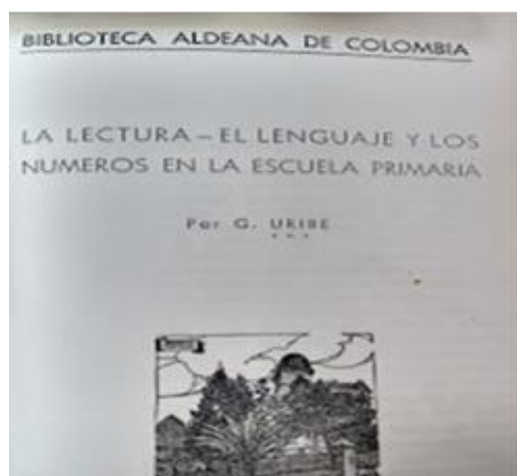 BIBLIOTECA ALDEANA DE COLOMBIA
LA LECTURA – EL LENGUAJE Y LOS
NUMEROS EN LA ESCUELA PRIMARIA
Por G. URIBE